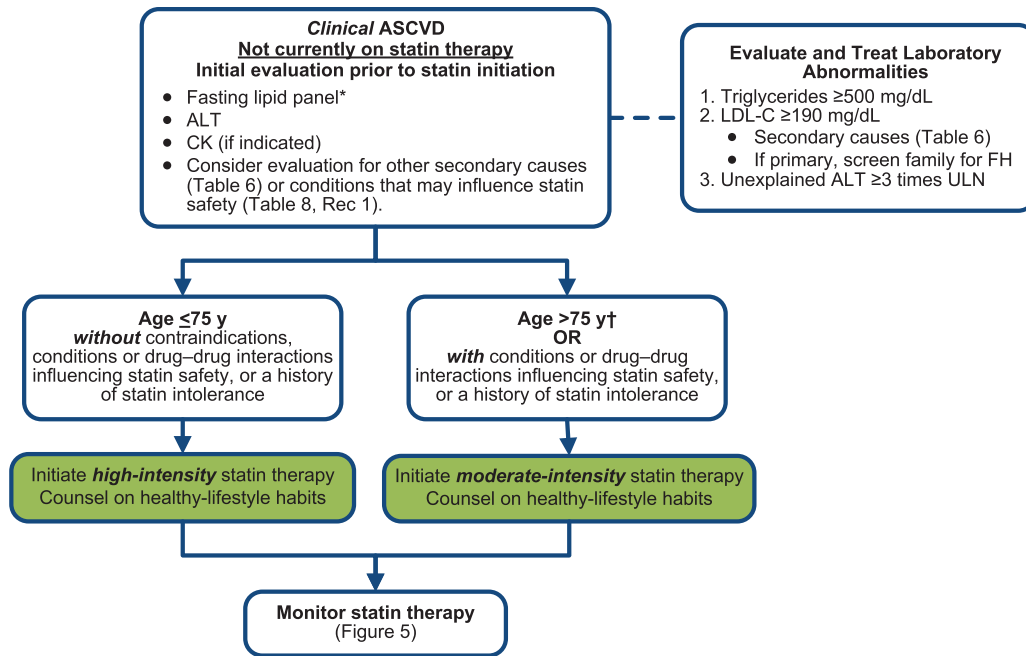 Clinical ASCVD
Not currently on statin therapy
Initial evaluation prior to statin initiation
• Fasting lipid panel*
• ALT
• CK (if indicated)
• Consider evaluation for other secondary causes
(Table 6) or conditions that may influence statin
safety (Table 8, Rec 1).
Evaluate and Treat Laboratory
Abnormalities
1. Triglycerides ≥500 mg/dL
2. LDL-C ≥190 mg/dL
• Secondary causes (Table 6)
• If primary, screen family for FH
3. Unexplained ALT ≥3 times ULN
Age ≤75 y
without contraindications,
conditions or drug–drug interactions
influencing statin safety, or a history
of statin intolerance
Age >75 y†
OR
with conditions or drug–drug
interactions influencing statin safety,
or a history of statin intolerance
Initiate high-intensity statin therapy
Counsel on healthy-lifestyle habits
Initiate moderate-intensity statin therapy
Counsel on healthy-lifestyle habits
Monitor statin therapy
(Figure 5)